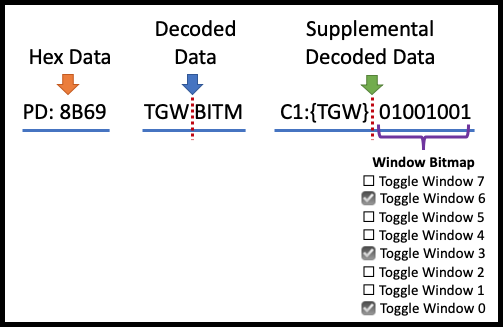 Hex Data
Decoded
Data
Supplemental
Decoded Data
PD: 8B69
TGW BITM
C1:{TGW} 01001001
Window Bitmap
Toggle Window 7
Toggle Window 6
Toggle Window 5
Toggle Window 4
Toggle Window 3
Toggle Window 2
Toggle Window 1
Toggle Window 0